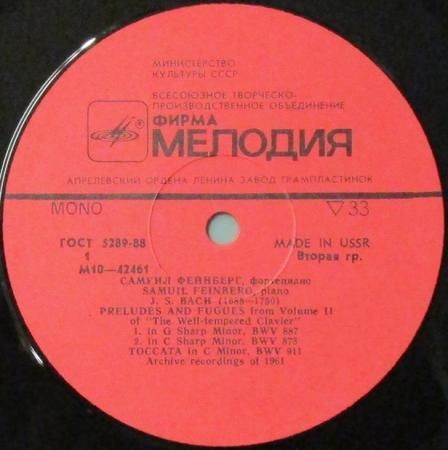 МИНИСТЕРСТВО
КУЛЬТУРЫ СССР
ВСЕСОЮЗНОЕ ТВОРЧЕСКО-
ПРОИЗВОДСТВЕННОЕ ОБЪЕДИНЕНИЕ
®
ФИРМА
МЕЛОДИЯ
АПРЕЛЕВСКИЙ ОРДЕНА ЛЕНИНА ЗАВОД ГРАМПЛАСТИНОК
MONO ▽33
ГОСТ 5289-88 MADE IN USSR
1 Вторая гр.
М10—42461
САМУИЛ ФЕЙНБЕРГ, фортепиано
SAMUIL FEINBERG, piano
J. S. BACH (1685—1750)
PRELUDES AND FUGUES from Volume II
of "The Well-tempered Clavier"
1. in G Sharp Minor, BWV 887
2. in C Sharp Minor, BWV 873
TOCCATA in C Minor, BWV 911
Archive recordings of 1961